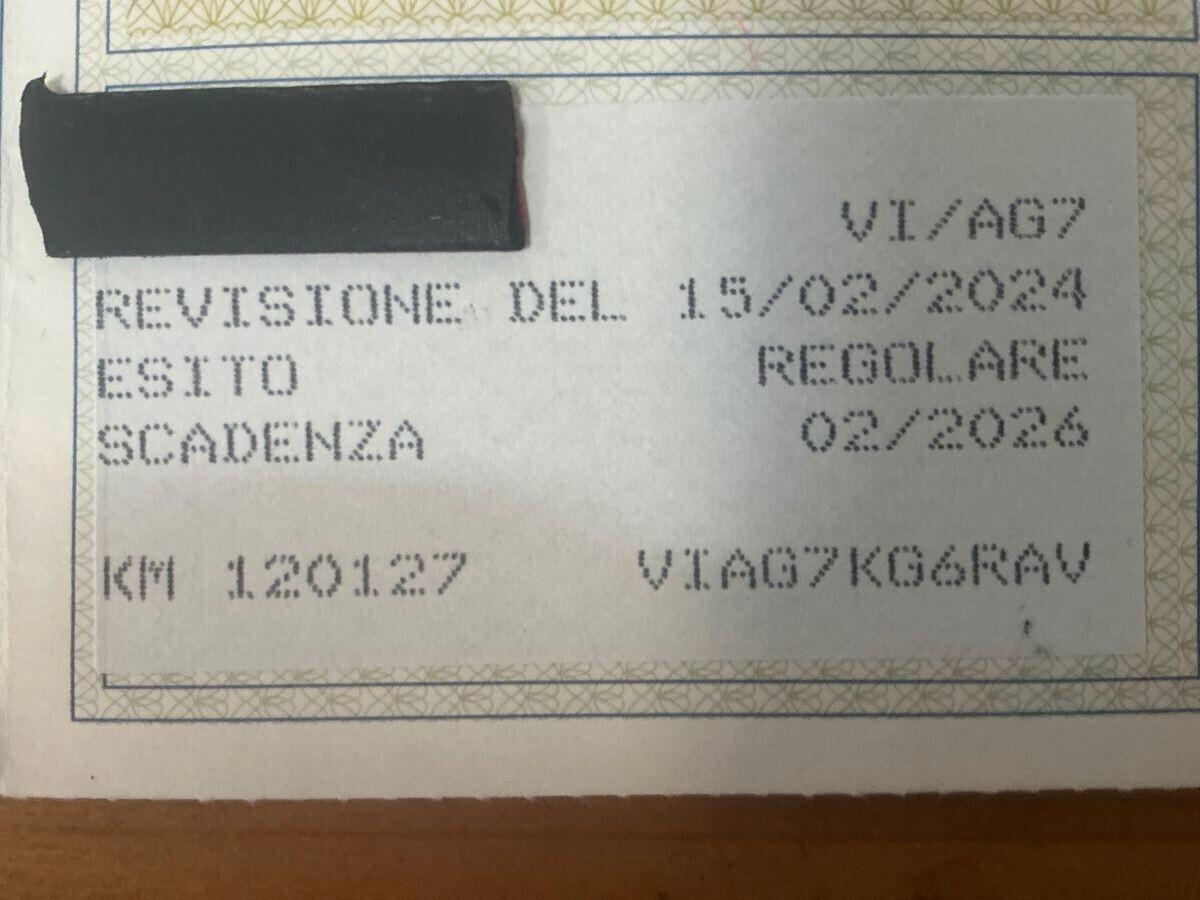 VI/AG7
REVISIONE DEL 15/02/2024
ESITO REGOLARE
SCADENZA 02/2026
KM 120127 VIAG7KG6RAV